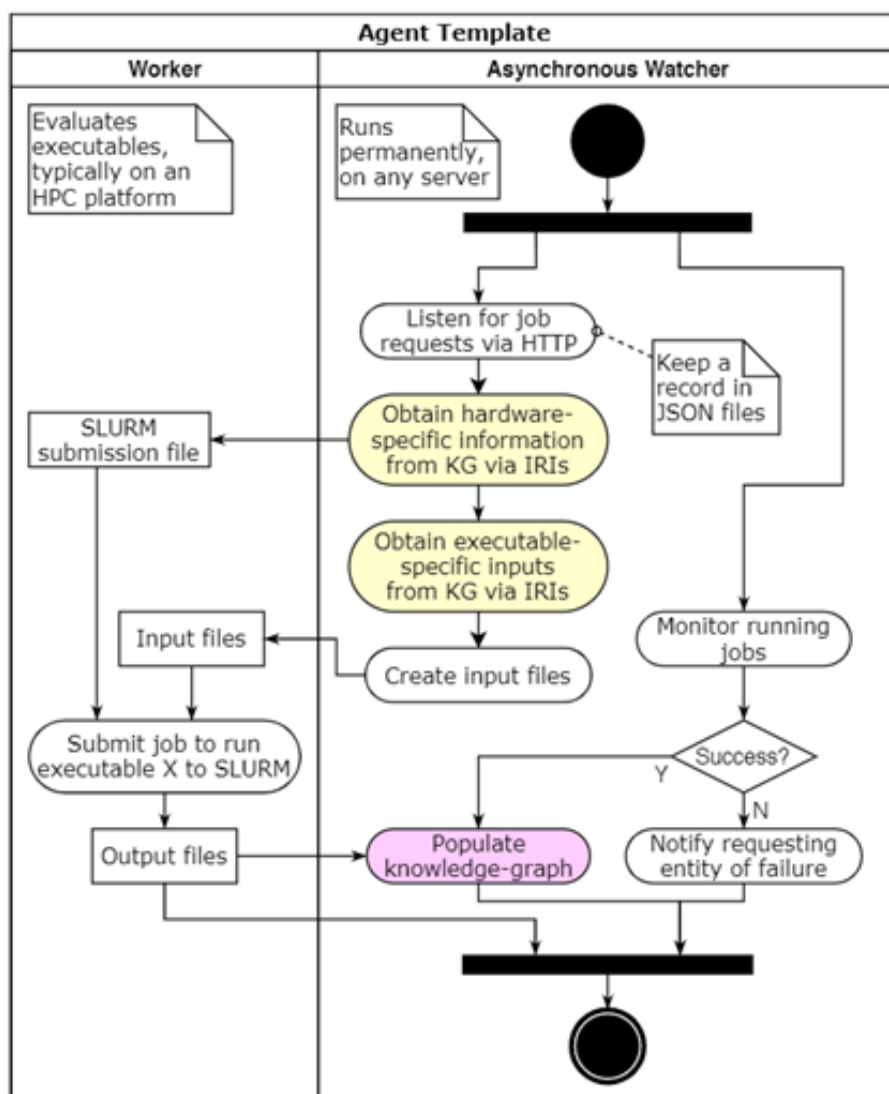 Agent Template
Worker
Asynchronous Watcher
Evaluates
executables,
typically on an
HPC platform
Runs
permanently,
on any server
Listen for job
requests via HTTP
Keep a
record in
JSON files
Obtain hardware-
specific information
from KG via IRIs
SLURM
submission file
Obtain executable-
specific inputs
from KG via IRIs
Input files
Create input files
Monitor running
jobs
Submit job to run
executable X to SLURM
Success?
Y
N
Output files
Populate
knowledge-graph
Notify requesting
entity of failure